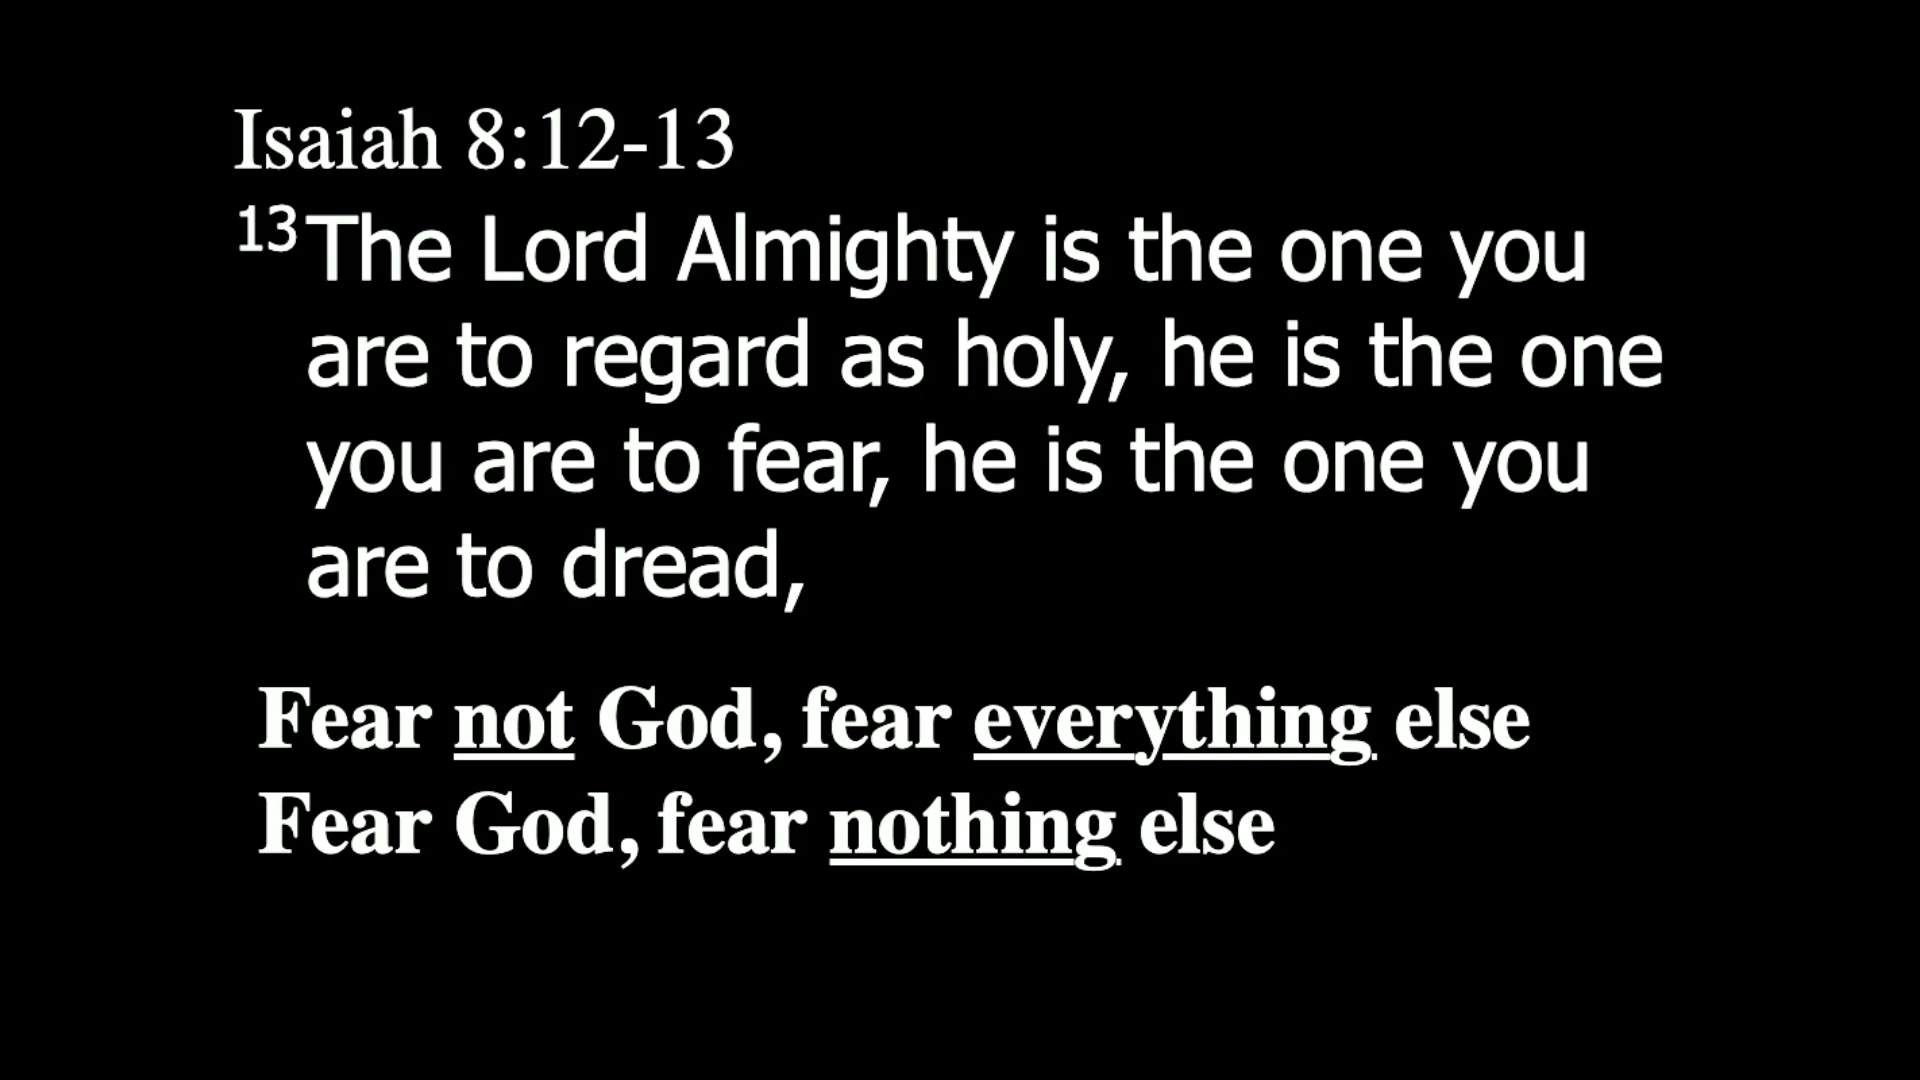 Isaiah 8:12-13
13 The Lord Almighty is the one you
are to regard as holy, he is the one
you are to fear, he is the one you
are to dread,
Fear not God, fear everything else
Fear God, fear nothing else